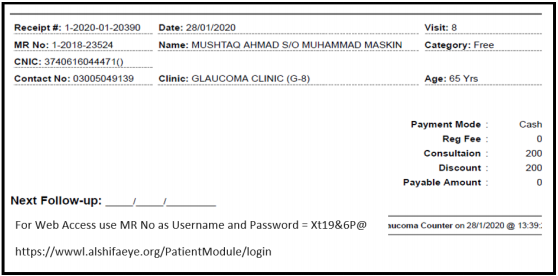 Receipt #: 1-2020-01-20390 Date: 28/01/2020 Visit: 8
MR No: 1-2018-23524 Name: MUSHTAQ AHMAD S/O MUHAMMAD MASKIN Category: Free
CNIC: 3740616044471()
Contact No: 03005049139 Clinic: GLAUCOMA CLINIC (G-8) Age: 65 Yrs
Payment Mode : Cash
Reg Fee : 0
Consultaion : 200
Discount : 200
Payable Amount : 0
Next Follow-up: ____/____/________
For Web Access use MR No as Username and Password = Xt19&6P@
aucoma Counter on 28/1/2020 @ 13:39:
https://wwwl.alshifaeye.org/PatientModule/login